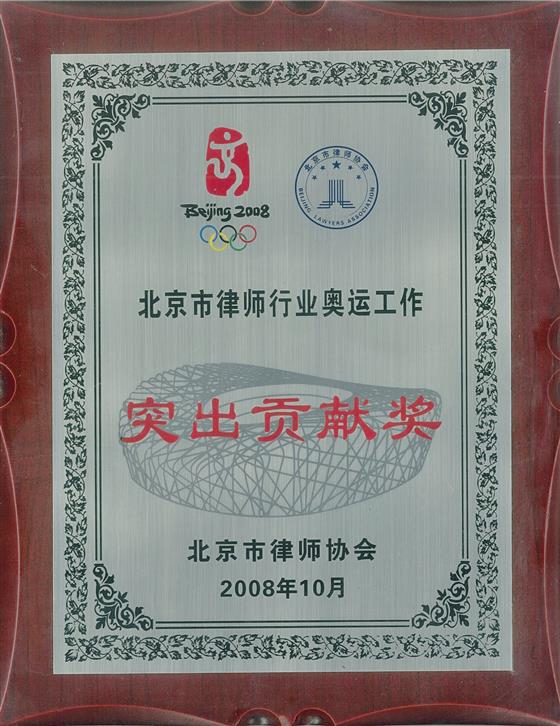 Beijing 2008
北京市律师协会
BEIJING LAWYERS ASSOCIATION
北京市律师行业奥运工作
突出贡献奖
北京市律师协会
2008年10月